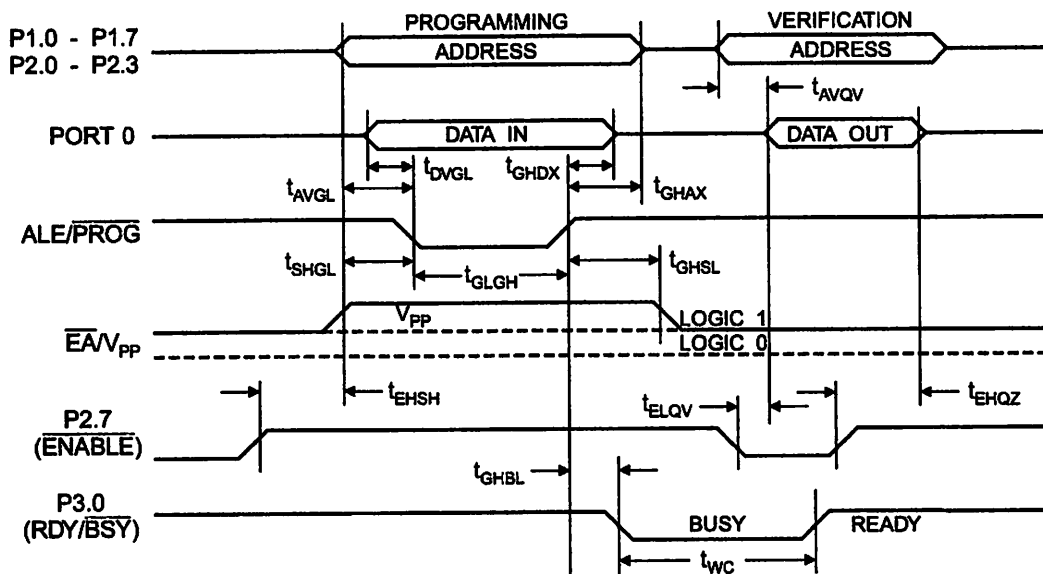 PROGRAMMING
VERIFICATION
P1.0 - P1.7
P2.0 - P2.3
ADDRESS
ADDRESS
tAVQV
PORT 0
DATA IN
DATA OUT
tDVGL
tGHDX
tAVGL
tGHAX
ALE/PROG
tSHGL
tGLGH
tGHSL
VPP
LOGIC 1
LOGIC 0
EA/VPP
tEHSH
tELQV
tEHQZ
P2.7
(ENABLE)
tGHBL
P3.0
(RDY/BSY)
BUSY
READY
tWC